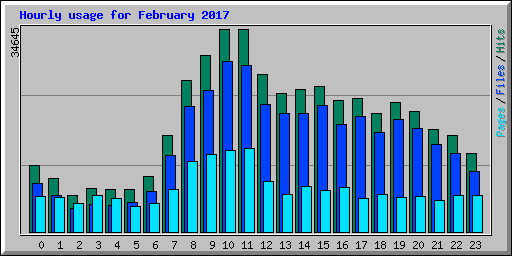 Hourly usage for February 2017
34645
Pages/Files/Hits
0 1 2 3 4 5 6 7 8 9 10 11 12 13 14 15 16 17 18 19 20 21 22 23